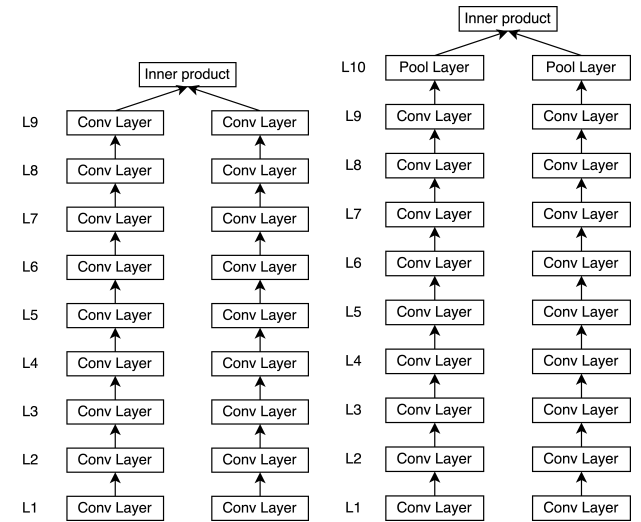 Inner product
L9 Conv Layer Conv Layer
L8 Conv Layer Conv Layer
L7 Conv Layer Conv Layer
L6 Conv Layer Conv Layer
L5 Conv Layer Conv Layer
L4 Conv Layer Conv Layer
L3 Conv Layer Conv Layer
L2 Conv Layer Conv Layer
L1 Conv Layer Conv Layer
Inner product
L10 Pool Layer Pool Layer
L9 Conv Layer Conv Layer
L8 Conv Layer Conv Layer
L7 Conv Layer Conv Layer
L6 Conv Layer Conv Layer
L5 Conv Layer Conv Layer
L4 Conv Layer Conv Layer
L3 Conv Layer Conv Layer
L2 Conv Layer Conv Layer
L1 Conv Layer Conv Layer